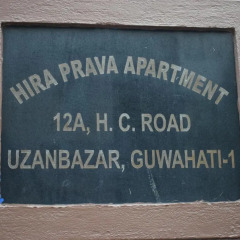 HIRA PRAVA APARTMENT
12A, H. C. ROAD
UZANBAZAR, GUWAHATI-1